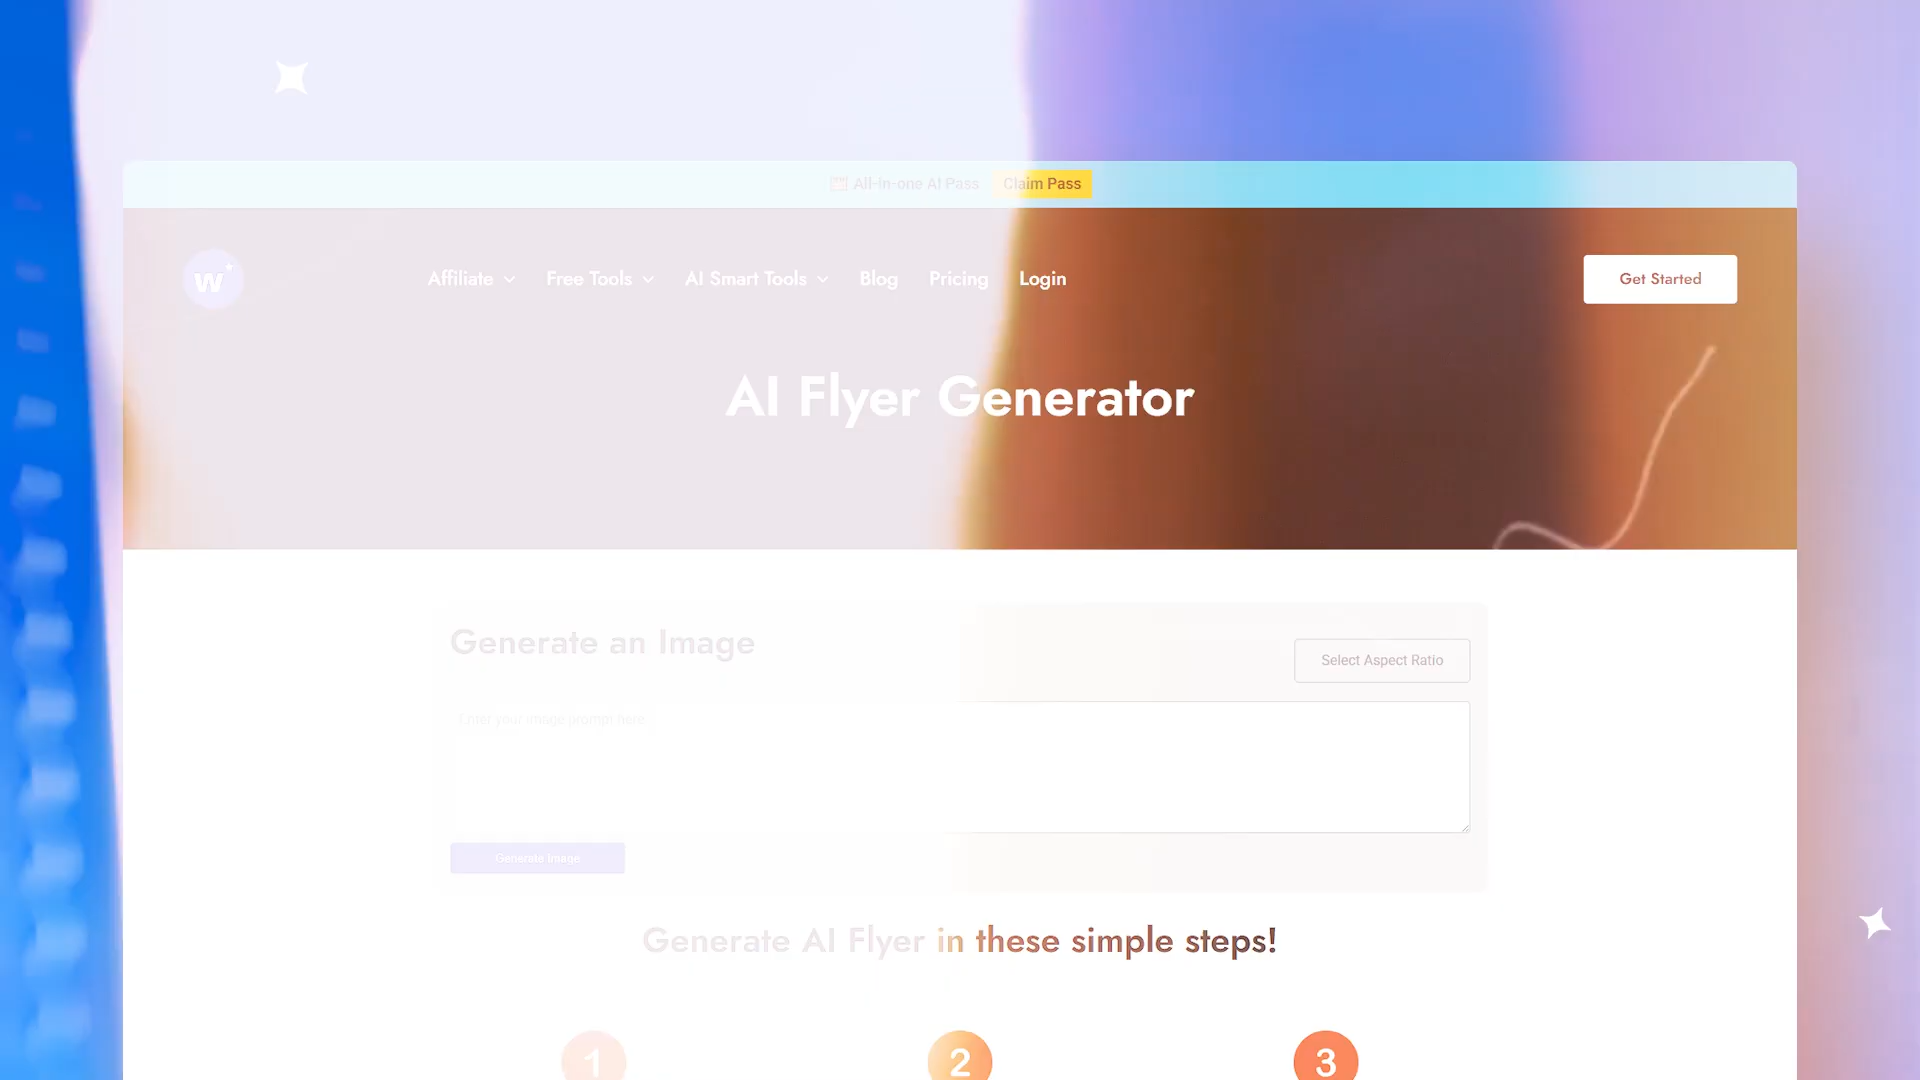 All-in-one AI Pass
Claim Pass
w
Affiliate
Free Tools
AI Smart Tools
Blog
Pricing
Login
Get Started
AI Flyer Generator
Generate an Image
Select Aspect Ratio
Enter your image prompt here...
Generate Image
Generate AI Flyer in these simple steps!
1
2
3